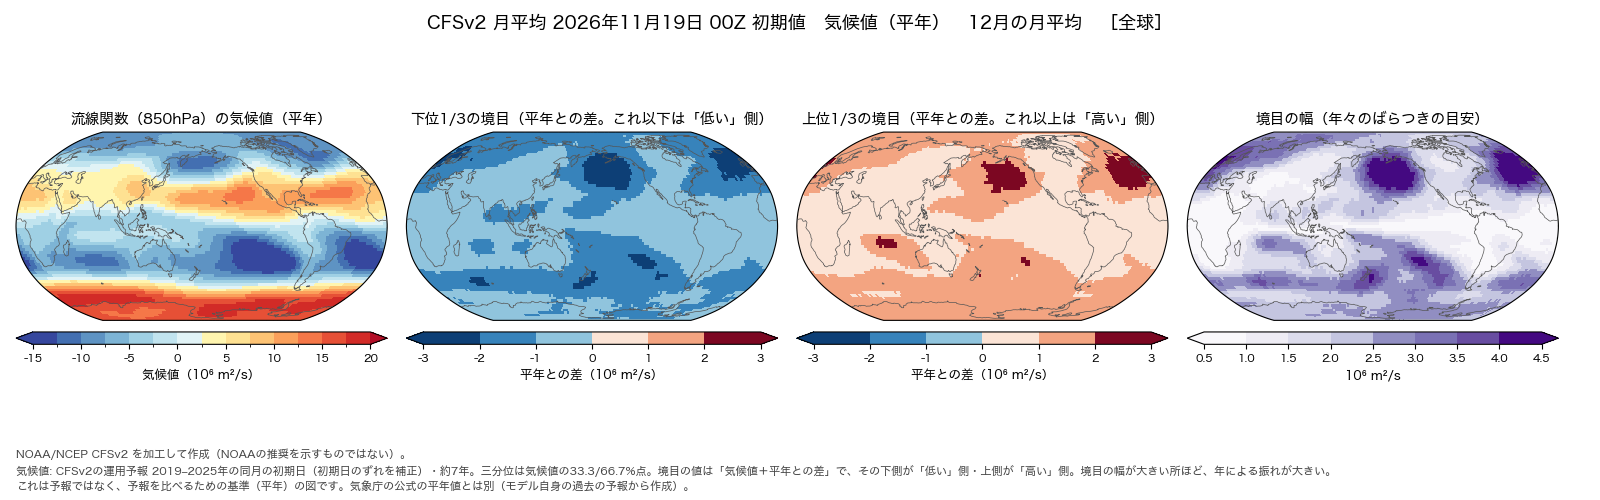 CFSv2 月平均 2026年11月19日 00Z 初期値　気候値（平年）　12月の月平均　［全球］
流線関数（850hPa）の気候値（平年）
下位1/3の境目（平年との差。これ以下は「低い」側）
上位1/3の境目（平年との差。これ以上は「高い」側）
境目の幅（年々のばらつきの目安）
-15 -10 -5 0 5 10 15 20
-3 -2 -1 0 1 2 3
-3 -2 -1 0 1 2 3
0.5 1.0 1.5 2.0 2.5 3.0 3.5 4.0 4.5
気候値（10⁶ m²/s）
平年との差（10⁶ m²/s）
平年との差（10⁶ m²/s）
10⁶ m²/s
NOAA/NCEP CFSv2 を加工して作成（NOAAの推奨を示すものではない）。
気候値: CFSv2の運用予報 2019–2025年の同月の初期日（初期日のずれを補正）・約7年。三分位は気候値の33.3/66.7%点。境目の値は「気候値＋平年との差」で、その下側が「低い」側・上側が「高い」側。境目の幅が大きい所ほど、年による振れが大きい。
これは予報ではなく、予報を比べるための基準（平年）の図です。気象庁の公式の平年値とは別（モデル自身の過去の予報から作成）。